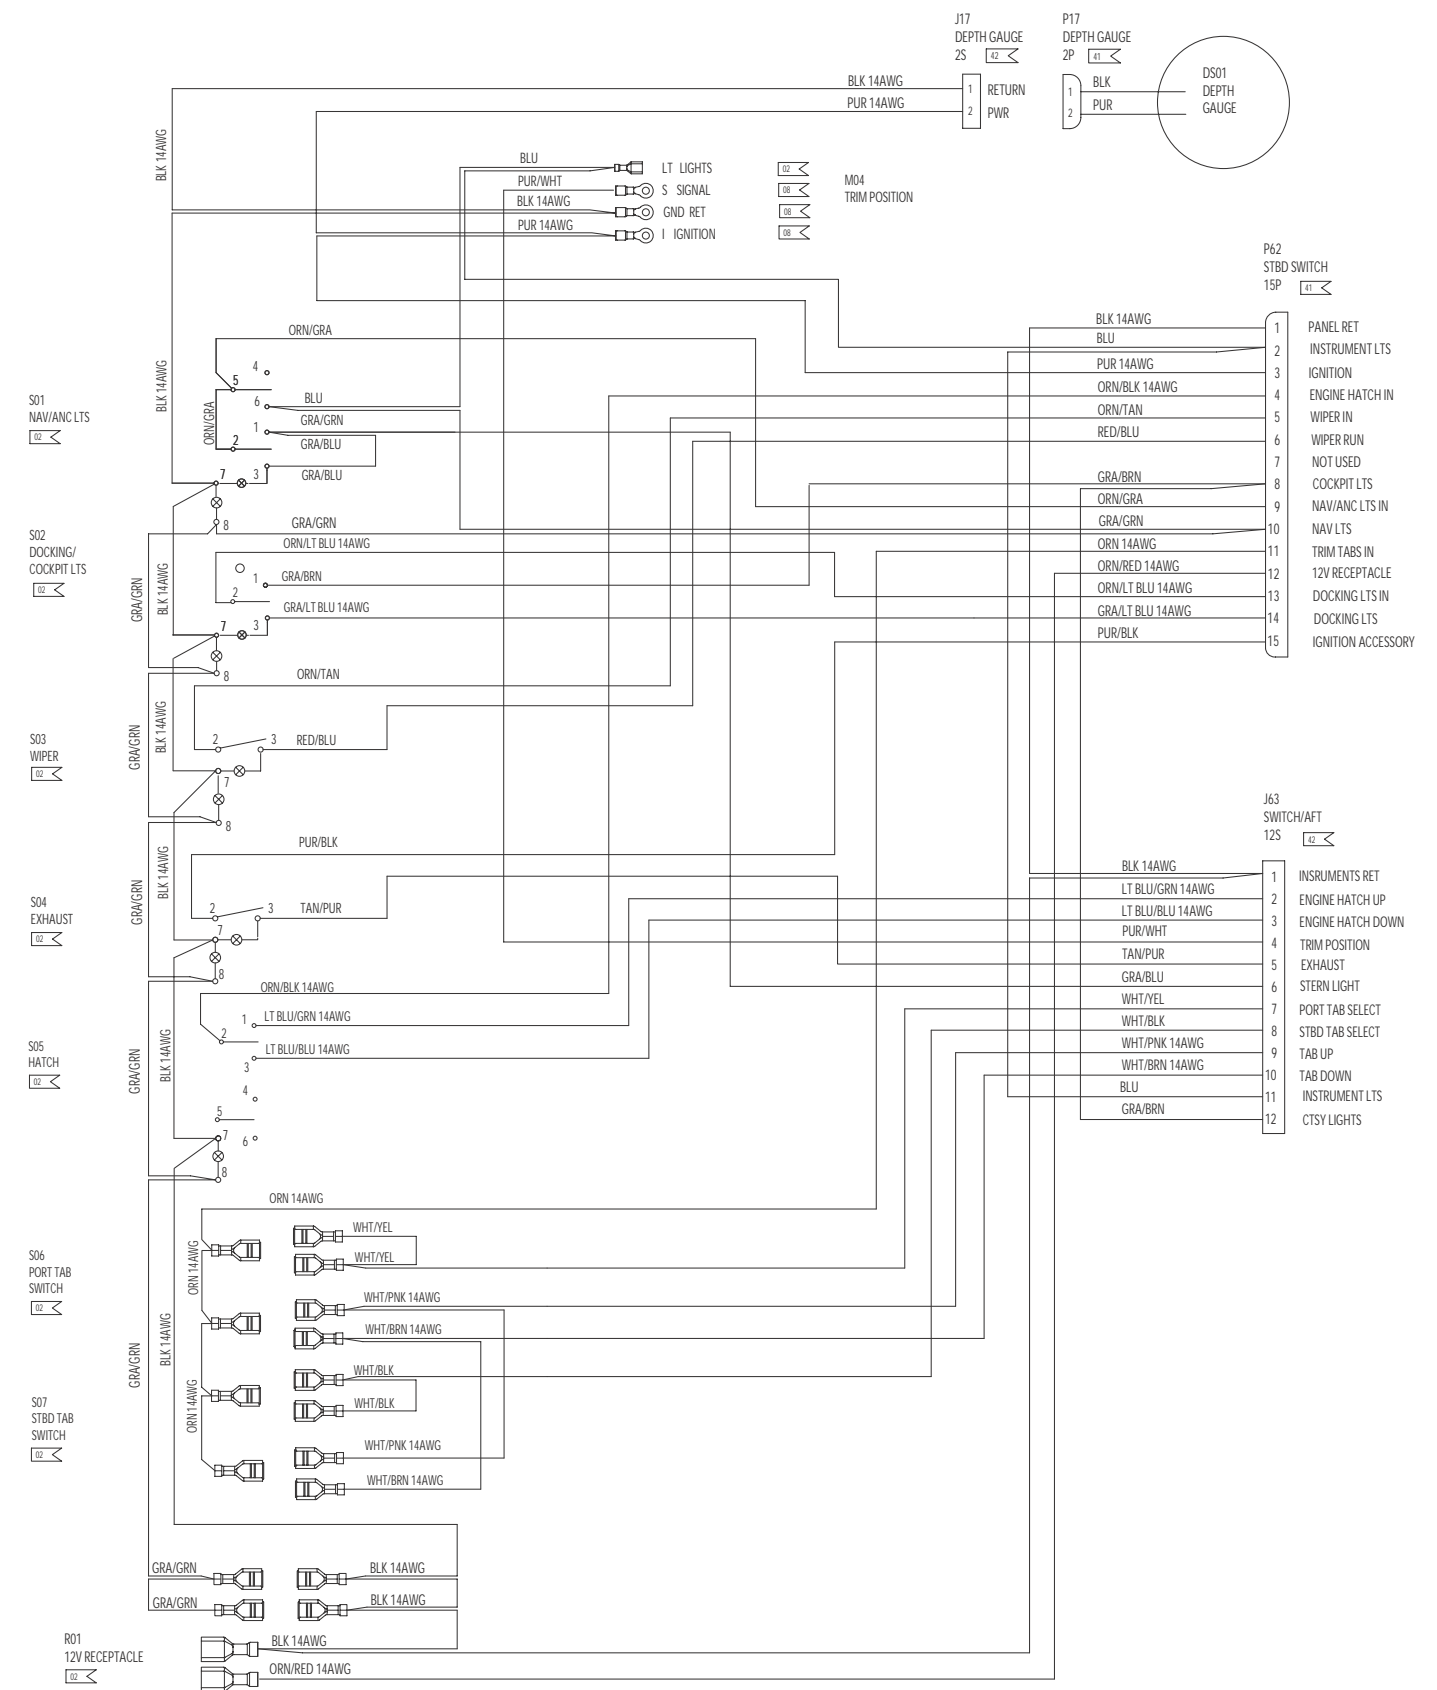 J17
DEPTH GAUGE
2S 42
P17
DEPTH GAUGE
2P 41
DS01
DEPTH
GAUGE
BLK 14AWG
1 RETURN
PUR 14AWG
2 PWR
1 BLK
2 PUR
BLK 14AWG
BLU
LT LIGHTS
02
PUR/WHT
S SIGNAL
08
BLK 14AWG
GND RET
08
PUR 14AWG
I IGNITION
08
M04
TRIM POSITION
P62
STBD SWITCH
15P 41
BLK 14AWG 1 PANEL RET
BLU 2 INSTRUMENT LTS
PUR 14AWG 3 IGNITION
ORN/BLK 14AWG 4 ENGINE HATCH IN
ORN/TAN 5 WIPER IN
RED/BLU 6 WIPER RUN
7 NOT USED
GRA/BRN 8 COCKPIT LTS
ORN/GRA 9 NAV/ANC LTS IN
GRA/GRN 10 NAV LTS
ORN 14AWG 11 TRIM TABS IN
ORN/RED 14AWG 12 12V RECEPTACLE
ORN/LT BLU 14AWG 13 DOCKING LTS IN
GRA/LT BLU 14AWG 14 DOCKING LTS
PUR/BLK 15 IGNITION ACCESSORY
S01
NAV/ANC LTS
02
BLK 14AWG
ORN/GRA
4
5
ORN/GRA
6 BLU
1 GRA/GRN
2 GRA/BLU
7 3 GRA/BLU
8 GRA/GRN
S02
DOCKING/
COCKPIT LTS
02
GRA/GRN
BLK 14AWG
ORN/LT BLU 14AWG
1 GRA/BRN
2
GRA/LT BLU 14AWG
7 3
8
S03
WIPER
02
GRA/GRN
BLK 14AWG
ORN/TAN
2 3 RED/BLU
7
8
S04
EXHAUST
02
GRA/GRN
BLK 14AWG
PUR/BLK
2 3 TAN/PUR
7
8
J63
SWITCH/AFT
12S 42
BLK 14AWG 1 INSRUMENTS RET
LT BLU/GRN 14AWG 2 ENGINE HATCH UP
LT BLU/BLU 14AWG 3 ENGINE HATCH DOWN
PUR/WHT 4 TRIM POSITION
TAN/PUR 5 EXHAUST
GRA/BLU 6 STERN LIGHT
WHT/YEL 7 PORT TAB SELECT
WHT/BLK 8 STBD TAB SELECT
WHT/PNK 14AWG 9 TAB UP
WHT/BRN 14AWG 10 TAB DOWN
BLU 11 INSTRUMENT LTS
GRA/BRN 12 CTSY LIGHTS
S05
HATCH
02
GRA/GRN
BLK 14AWG
ORN/BLK 14AWG
1 LT BLU/GRN 14AWG
2
LT BLU/BLU 14AWG
3
4
5
7 6
8
S06
PORT TAB
SWITCH
02
ORN 14AWG
ORN 14AWG
WHT/YEL
WHT/YEL
WHT/PNK 14AWG
WHT/BRN 14AWG
GRA/GRN
BLK 14AWG
S07
STBD TAB
SWITCH
02
ORN 14AWG
WHT/BLK
WHT/BLK
WHT/PNK 14AWG
WHT/BRN 14AWG
GRA/GRN
BLK 14AWG
GRA/GRN
BLK 14AWG
R01
12V RECEPTACLE
02
BLK 14AWG
ORN/RED 14AWG